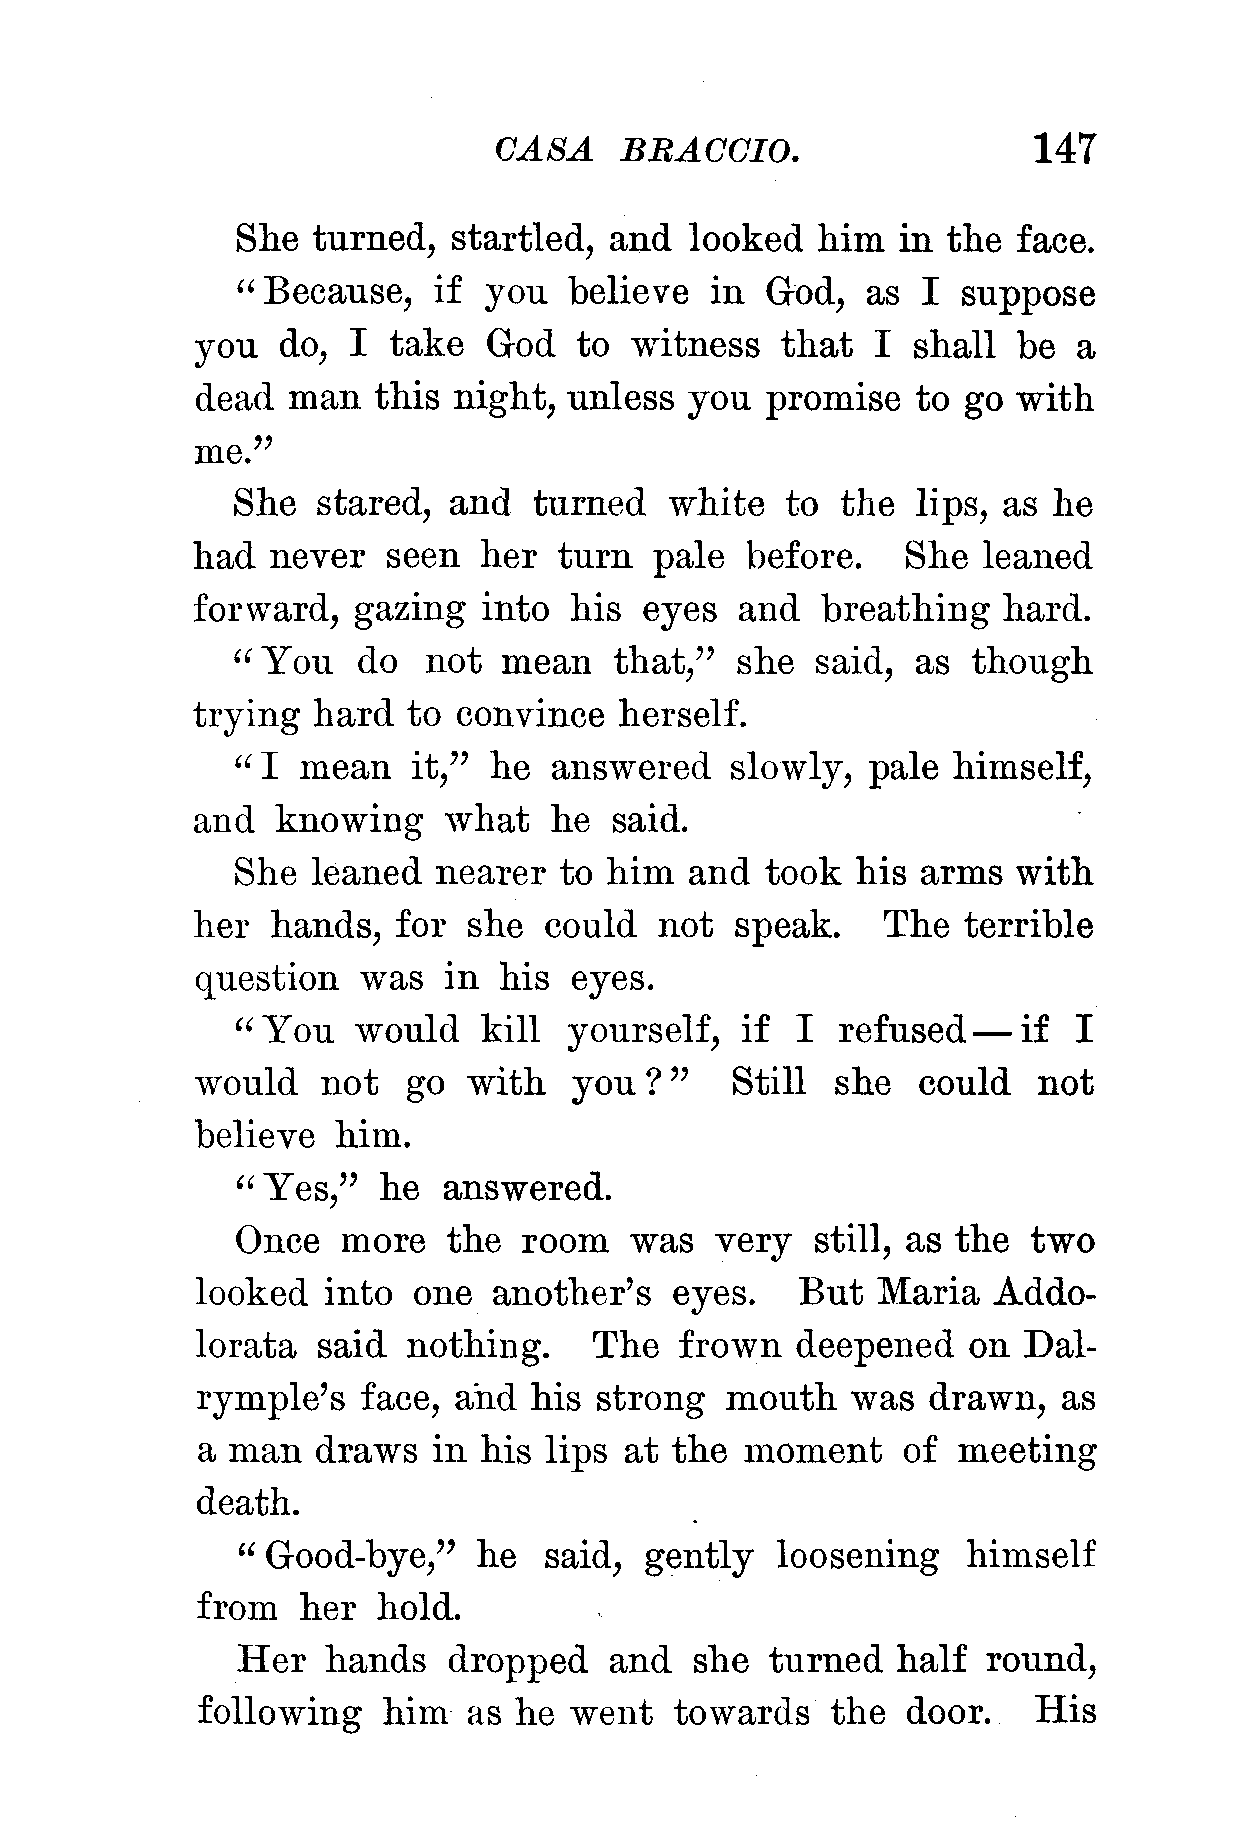 CASA BRACCIO. 147
She turned, startled, and looked him in the face.
"Because, if you believe in God, as I suppose
you do, I take God to witness that I shall be a
dead man this night, unless you promise to go with
me."
She stared, and turned white to the lips, as he
had never seen her turn pale before. She leaned
forward, gazing into his eyes and breathing hard.
"You do not mean that," she said, as though
trying hard to convince herself.
"I mean it," he answered slowly, pale himself,
and knowing what he said.
She leaned nearer to him and took his arms with
her hands, for she could not speak. The terrible
question was in his eyes.
"You would kill yourself, if I refused—if I
would not go with you?" Still she could not
believe him.
"Yes," he answered.
Once more the room was very still, as the two
looked into one another's eyes. But Maria Addo-
lorata said nothing. The frown deepened on Dal-
rymple's face, and his strong mouth was drawn, as
a man draws in his lips at the moment of meeting
death.
"Good-bye," he said, gently loosening himself
from her hold.
Her hands dropped and she turned half round,
following him as he went towards the door. His